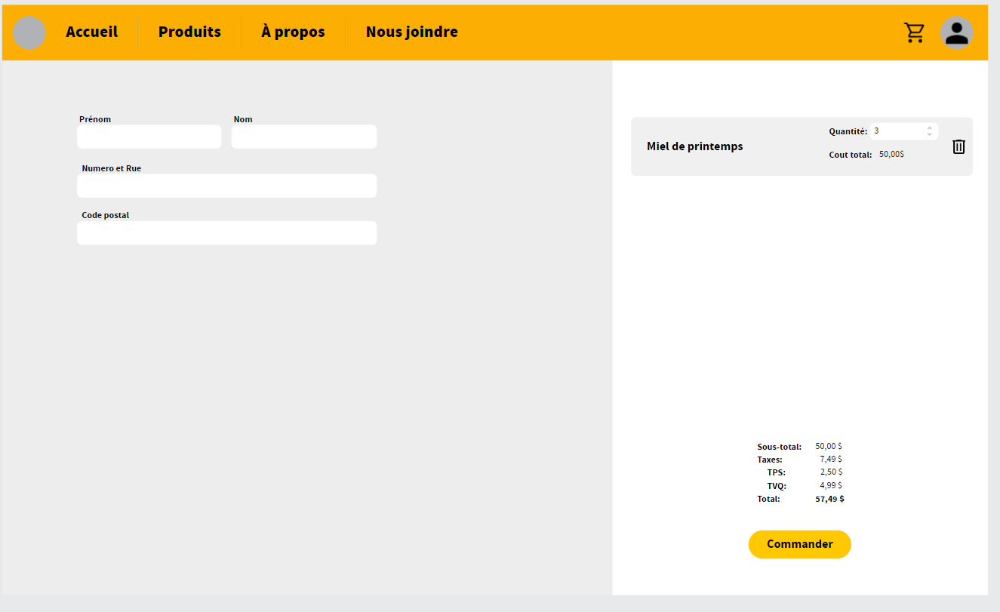 Accueil Produits À propos Nous joindre
Prénom Nom
Numero et Rue
Code postal
Miel de printemps
Quantité: 3
Cout total: 50,00$
Sous-total: 50,00 $
Taxes: 7,49 $
TPS: 2,50 $
TVQ: 4,99 $
Total: 57,49 $
Commander